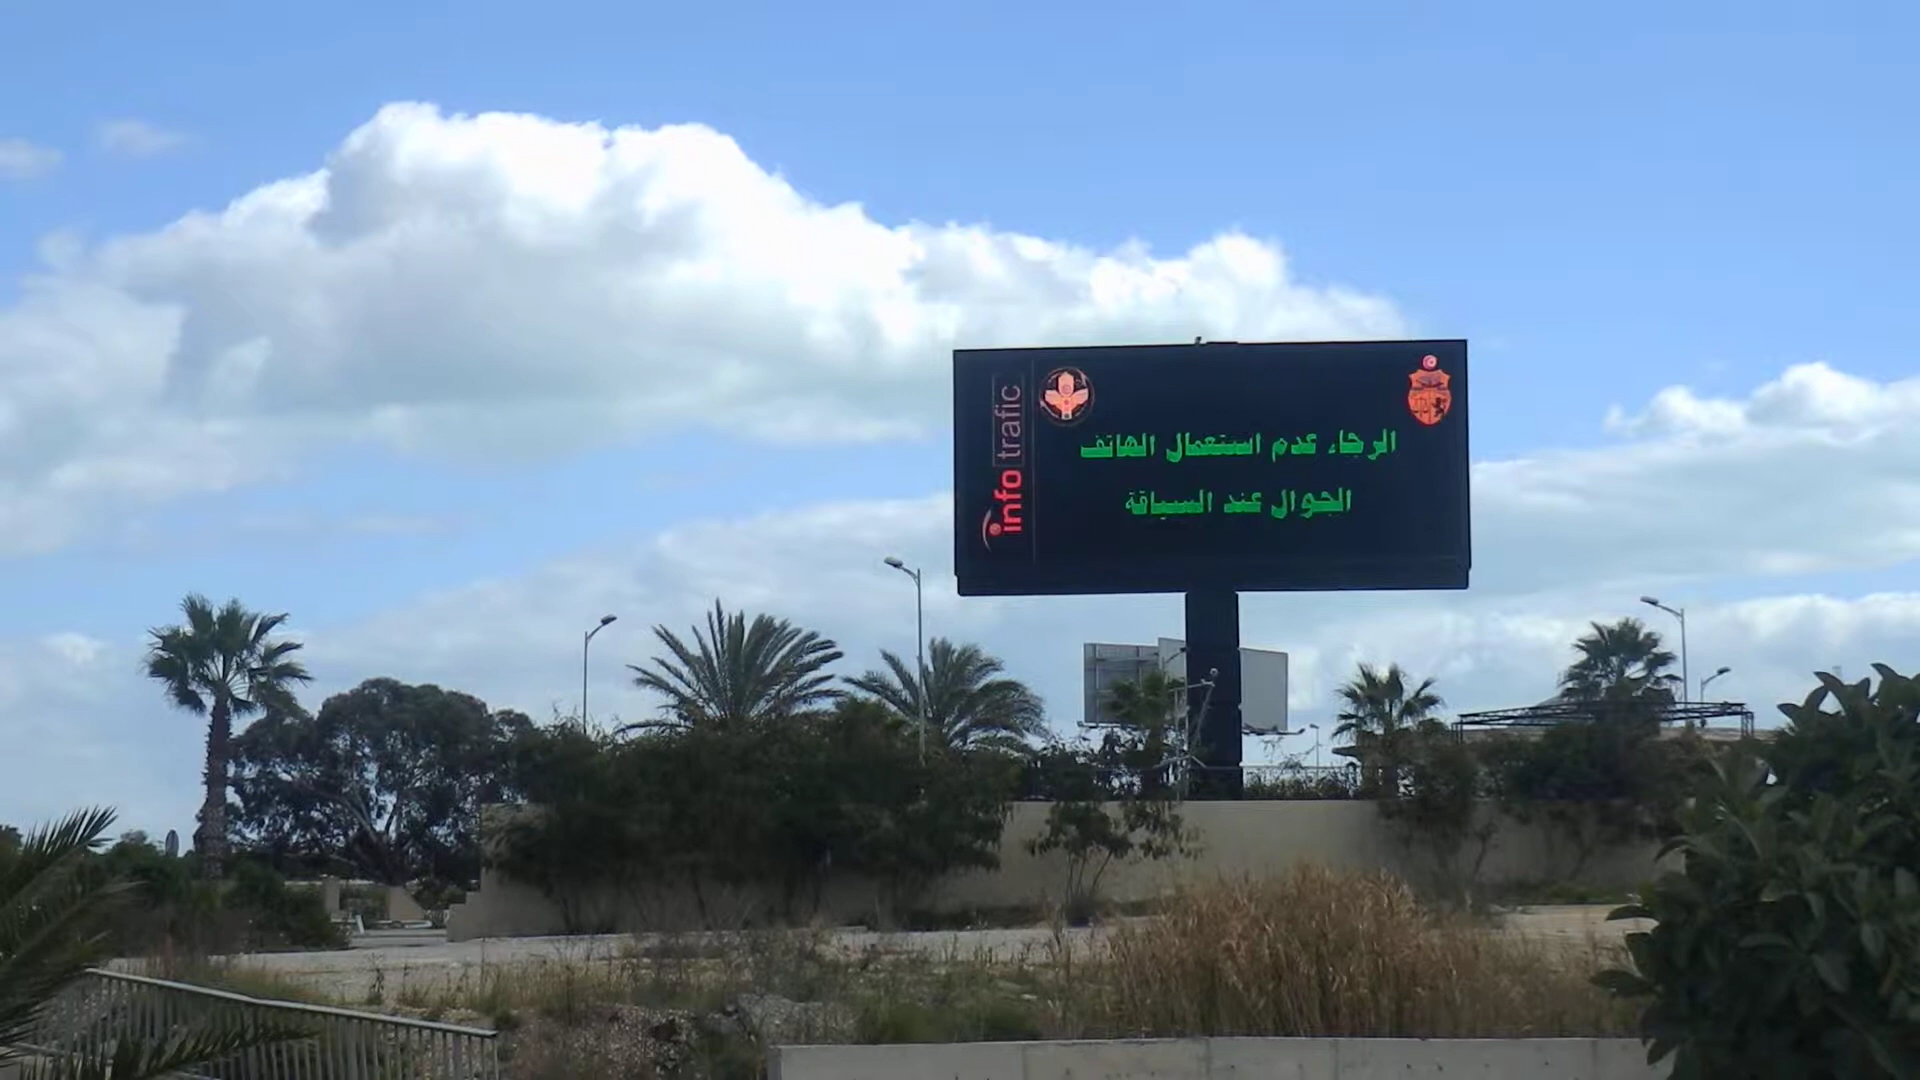 الرجاء عدم استعمال الهاتف
الجوال عند السياقة
info trafic